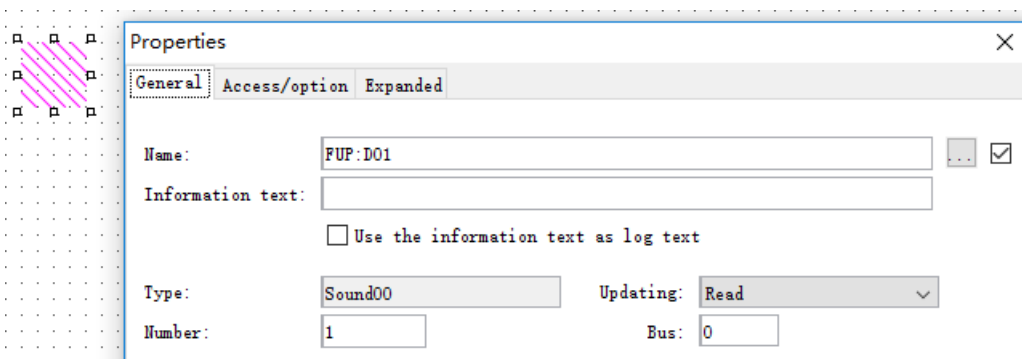 Properties
General Access/option Expanded
Name: FUP:D01 ...
Information text:
Use the information text as log text
Type: Sound00 Updating: Read
Number: 1 Bus: 0